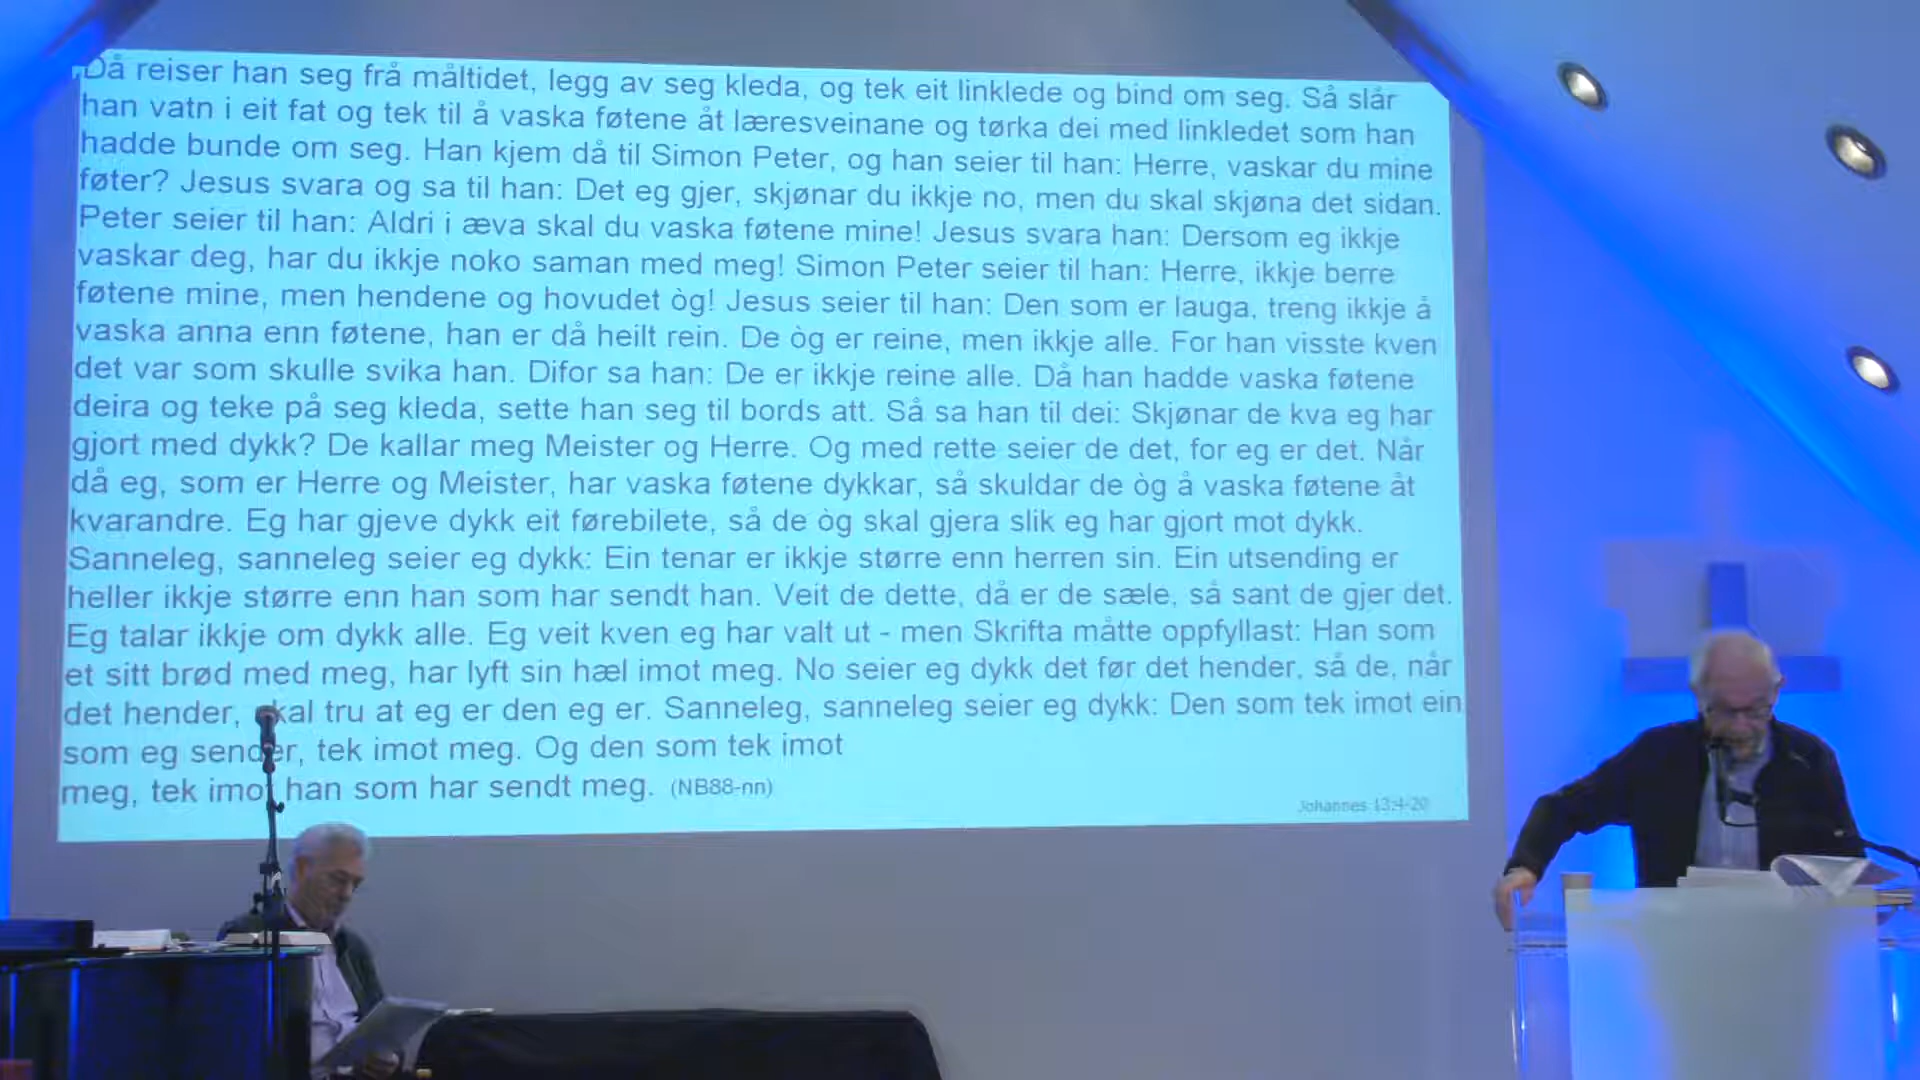 Då reiser han seg frå måltidet, legg av seg kleda, og tek eit linklede og bind om seg. Så slår
han vatn i eit fat og tek til å vaska føtene åt læresveinane og tørka dei med linkledet som han
hadde bunde om seg. Han kjem då til Simon Peter, og han seier til han: Herre, vaskar du mine
føter? Jesus svara og sa til han: Det eg gjer, skjønar du ikkje no, men du skal skjøna det sidan.
Peter seier til han: Aldri i æva skal du vaska føtene mine! Jesus svara han: Dersom eg ikkje
vaskar deg, har du ikkje noko saman med meg! Simon Peter seier til han: Herre, ikkje berre
føtene mine, men hendene og hovudet òg! Jesus seier til han: Den som er lauga, treng ikkje å
vaska anna enn føtene, han er då heilt rein. De òg er reine, men ikkje alle. For han visste kven
det var som skulle svika han. Difor sa han: De er ikkje reine alle. Då han hadde vaska føtene
deira og teke på seg kleda, sette han seg til bords att. Så sa han til dei: Skjønar de kva eg har
gjort med dykk? De kallar meg Meister og Herre. Og med rette seier de det, for eg er det. Når
då eg, som er Herre og Meister, har vaska føtene dykkar, så skuldar de òg å vaska føtene åt
kvarandre. Eg har gjeve dykk eit førebilete, så de òg skal gjera slik eg har gjort mot dykk.
Sanneleg, sanneleg seier eg dykk: Ein tenar er ikkje større enn herren sin. Ein utsending er
heller ikkje større enn han som har sendt han. Veit de dette, då er de sæle, så sant de gjer det.
Eg talar ikkje om dykk alle. Eg veit kven eg har valt ut - men Skrifta måtte oppfyllast: Han som
et sitt brød med meg, har lyft sin hæl imot meg. No seier eg dykk det før det hender, så de, når
det hender, skal tru at eg er den eg er. Sanneleg, sanneleg seier eg dykk: Den som tek imot ein
som eg sender, tek imot meg. Og den som tek imot
meg, tek imot han som har sendt meg. (NB88-nn)
Johannes 13:4-20